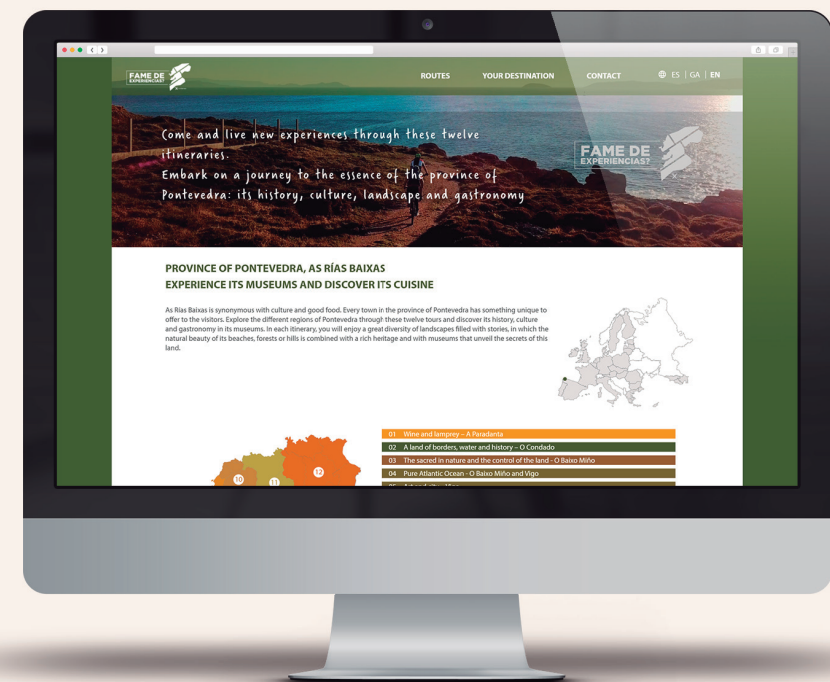 FAME DE
EXPERIENCIAS?
ROUTES YOUR DESTINATION CONTACT ES | GA | EN
Come and live new experiences through these twelve
itineraries.
Embark on a journey to the essence of the province of
Pontevedra: its history, culture, landscape and gastronomy
FAME DE
EXPERIENCIAS?
PROVINCE OF PONTEVEDRA, AS RÍAS BAIXAS
EXPERIENCE ITS MUSEUMS AND DISCOVER ITS CUISINE
As Rías Baixas is synonymous with culture and good food. Every town in the province of Pontevedra has something unique to
offer to the visitors. Explore the different regions of Pontevedra through these twelve tours and discover its history, culture
and gastronomy in its museums. In each itinerary, you will enjoy a great diversity of landscapes filled with stories, in which the
natural beauty of its beaches, forests or hills is combined with a rich heritage and with museums that unveil the secrets of this
land.
01 Wine and lamprey – A Paradanta
02 A land of borders, water and history – O Condado
03 The sacred in nature and the control of the land - O Baixo Miño
04 Pure Atlantic Ocean - O Baixo Miño and Vigo
12
10
11